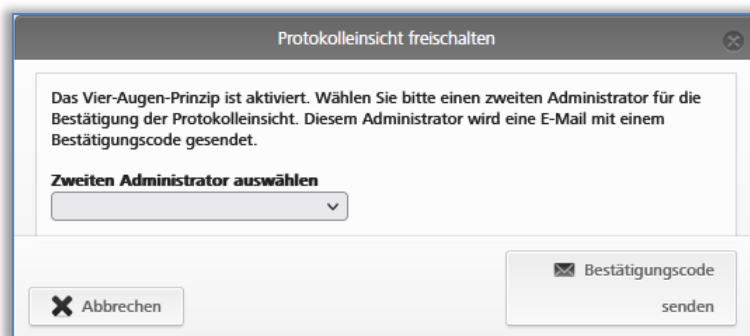 Protokolleinsicht freischalten
Das Vier-Augen-Prinzip ist aktiviert. Wählen Sie bitte einen zweiten Administrator für die
Bestätigung der Protokolleinsicht. Diesem Administrator wird eine E-Mail mit einem
Bestätigungscode gesendet.
Zweiten Administrator auswählen
Abbrechen
Bestätigungscode
senden